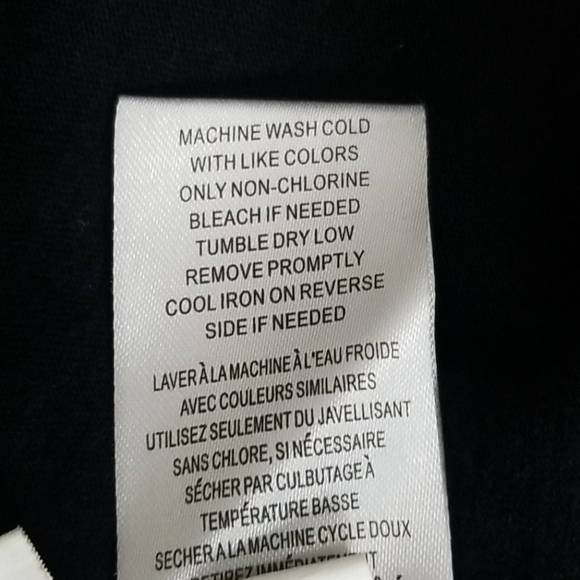 MACHINE WASH COLD
WITH LIKE COLORS
ONLY NON-CHLORINE
BLEACH IF NEEDED
TUMBLE DRY LOW
REMOVE PROMPTLY
COOL IRON ON REVERSE
SIDE IF NEEDED
LAVER À LA MACHINE À L'EAU FROIDE
AVEC COULEURS SIMILAIRES
UTILISEZ SEULEMENT DU JAVELLISANT
SANS CHLORE, SI NÉCESSAIRE
SÉCHER PAR CULBUTAGE À
TEMPÉRATURE BASSE
SECHER A LA MACHINE CYCLE DOUX
RETIREZ IMMÉDIATEMENT